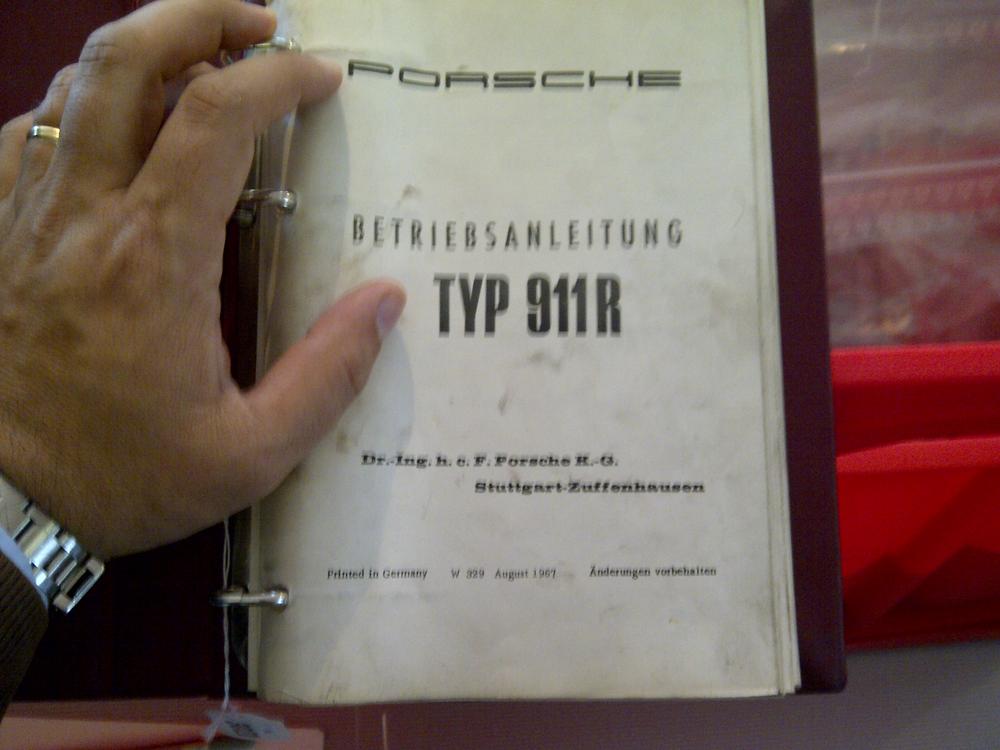 PORSCHE
BETRIEBSANLEITUNG
TYP 911R
Dr.-Ing. h. c. F. Porsche K.-G.
Stuttgart-Zuffenhausen
Printed in Germany W 329 August 1967 Änderungen vorbehalten